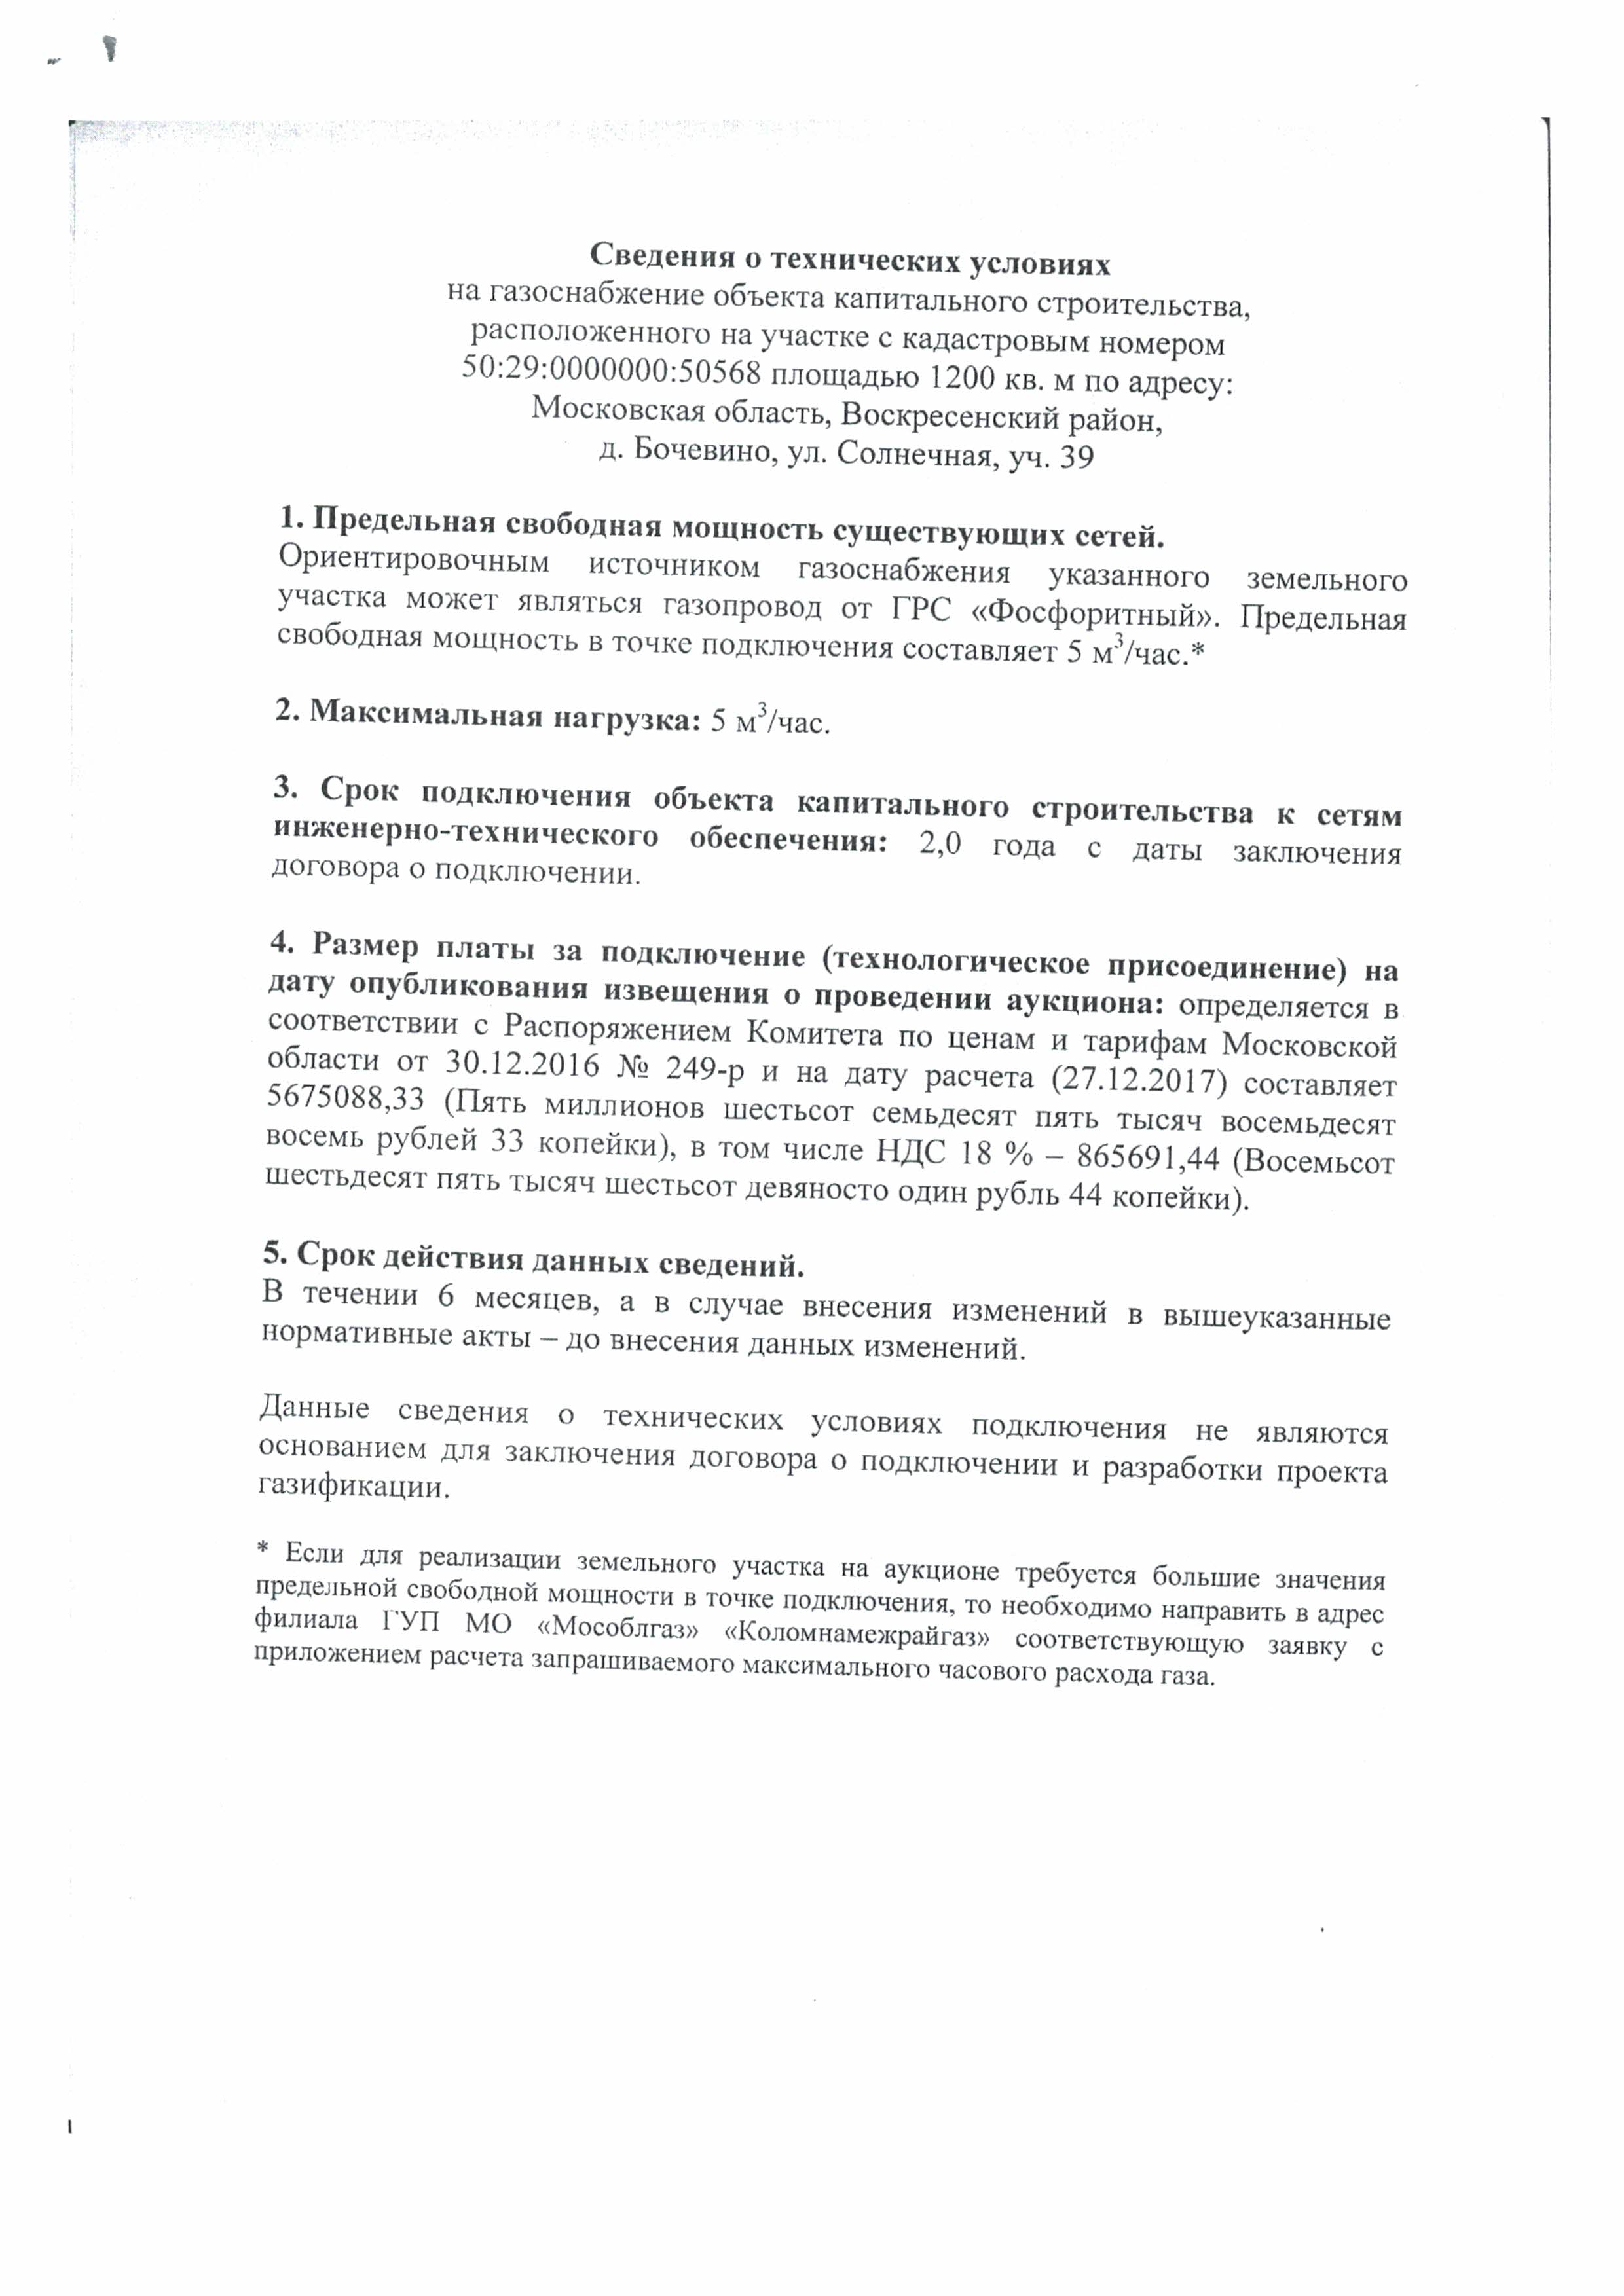 Сведения о технических условиях
на газоснабжение объекта капитального строительства,
расположенного на участке с кадастровым номером
50:29:0000000:50568 площадью 1200 кв. м по адресу:
Московская область, Воскресенский район,
д. Бочевино, ул. Солнечная, уч. 39
1. Предельная свободная мощность существующих сетей.
Ориентировочным источником газоснабжения указанного земельного
участка может являться газопровод от ГРС «Фосфоритный». Предельная
свободная мощность в точке подключения составляет 5 м³/час.*
2. Максимальная нагрузка: 5 м³/час.
3. Срок подключения объекта капитального строительства к сетям
инженерно-технического обеспечения: 2,0 года с даты заключения
договора о подключении.
4. Размер платы за подключение (технологическое присоединение) на
дату опубликования извещения о проведении аукциона: определяется в
соответствии с Распоряжением Комитета по ценам и тарифам Московской
области от 30.12.2016 № 249-р и на дату расчета (27.12.2017) составляет
5675088,33 (Пять миллионов шестьсот семьдесят пять тысяч восемьдесят
восемь рублей 33 копейки), в том числе НДС 18 % – 865691,44 (Восемьсот
шестьдесят пять тысяч шестьсот девяносто один рубль 44 копейки).
5. Срок действия данных сведений.
В течении 6 месяцев, а в случае внесения изменений в вышеуказанные
нормативные акты – до внесения данных изменений.
Данные сведения о технических условиях подключения не являются
основанием для заключения договора о подключении и разработки проекта
газификации.
* Если для реализации земельного участка на аукционе требуется большие значения
предельной свободной мощности в точке подключения, то необходимо направить в адрес
филиала ГУП МО «Мособлгаз» «Коломнамежрайгаз» соответствующую заявку с
приложением расчета запрашиваемого максимального часового расхода газа.